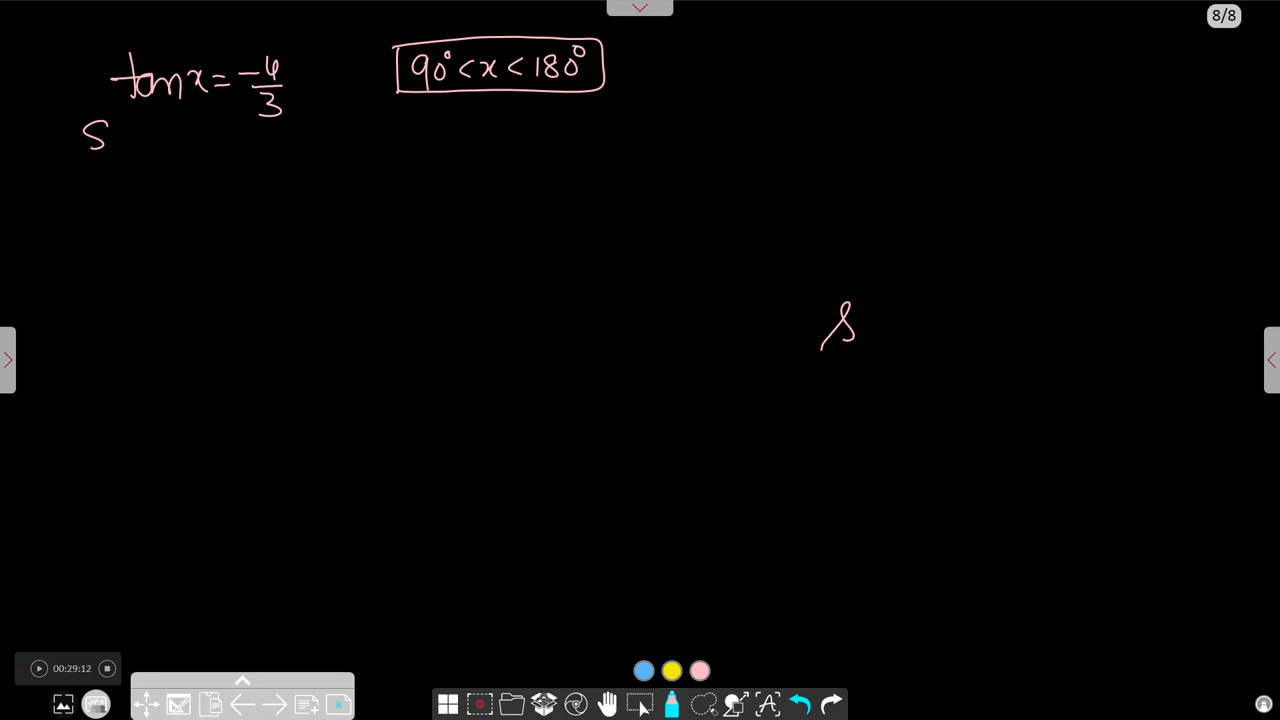 8/8
tan x = -4/3
90° < x < 180°
S
s
00:29:12